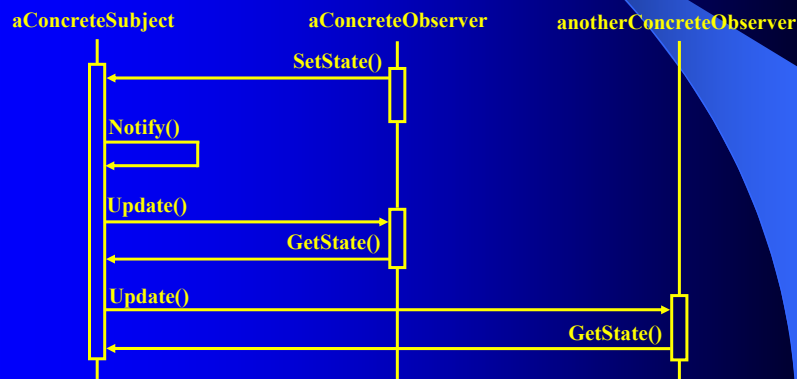 aConcreteSubject
aConcreteObserver
anotherConcreteObserver
SetState()
Notify()
Update()
GetState()
Update()
GetState()